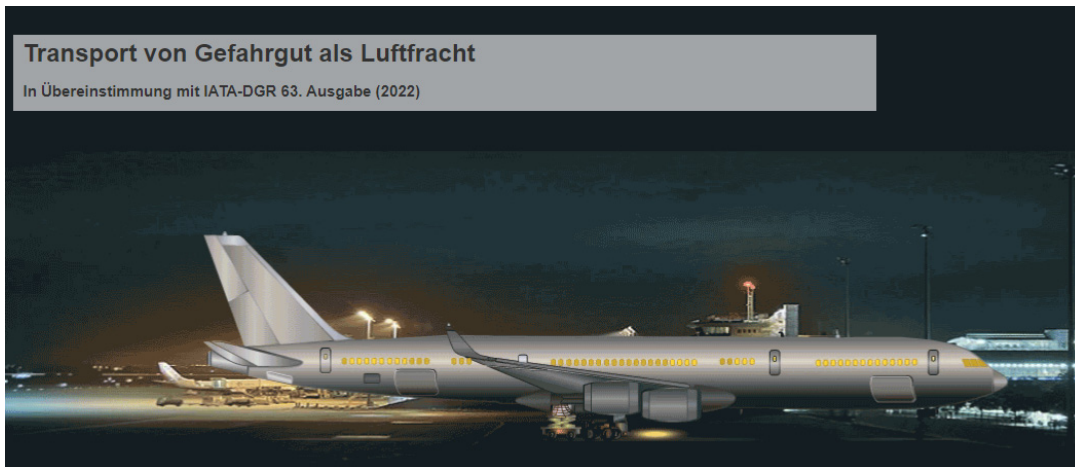 Transport von Gefahrgut als Luftfracht
In Übereinstimmung mit IATA-DGR 63. Ausgabe (2022)